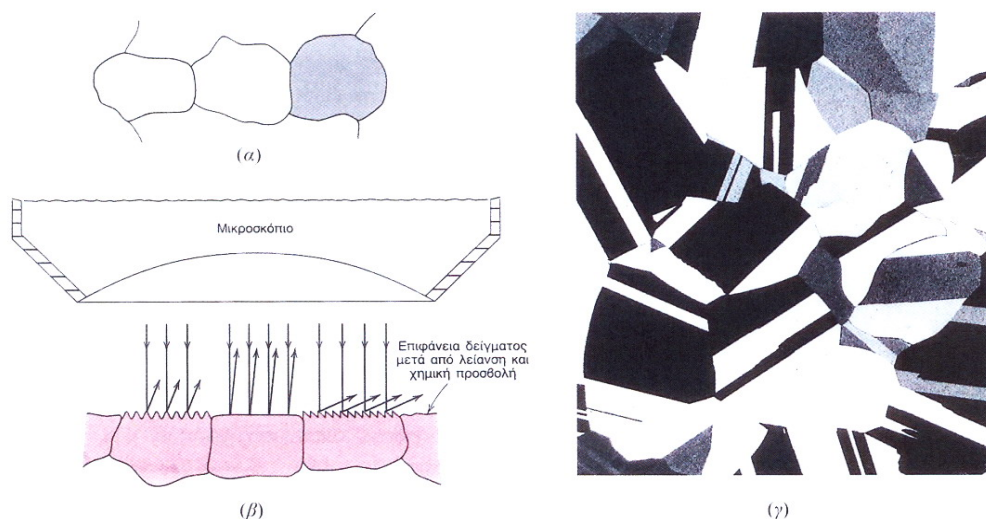 (α)
Μικροσκόπιο
Επιφάνεια δείγματος
μετά από λείανση και
χημική προσβολή
(β)
(γ)